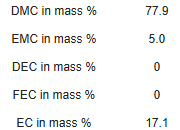 DMC in mass % 77.9
EMC in mass % 5.0
DEC in mass % 0
FEC in mass % 0
EC in mass % 17.1